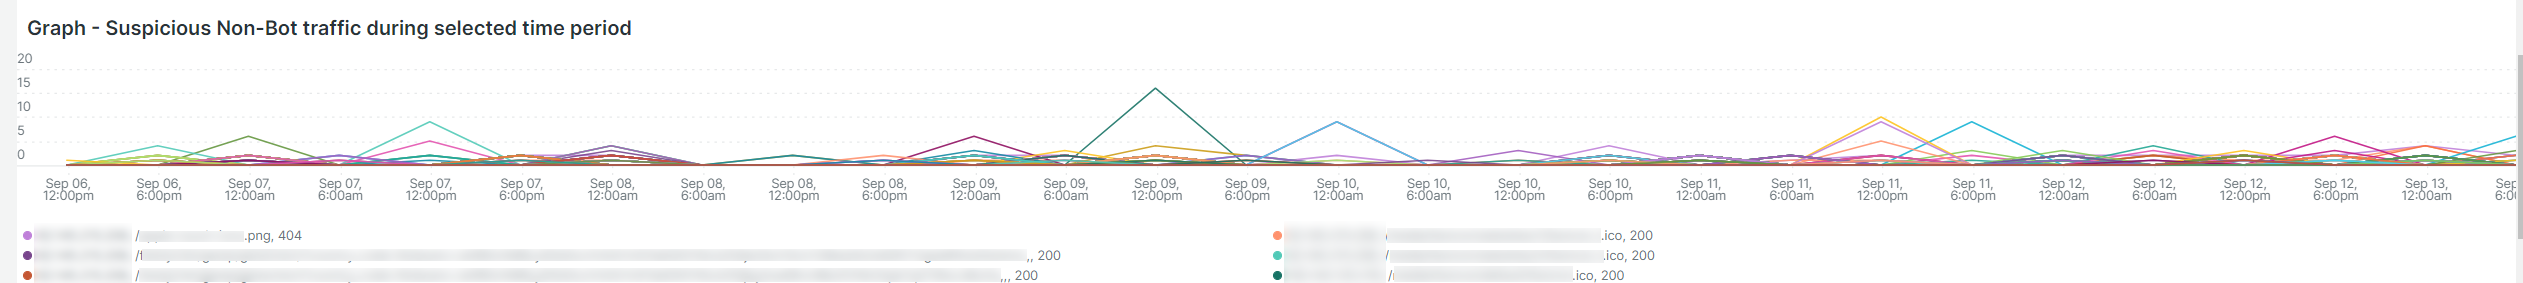 Graph - Suspicious Non-Bot traffic during selected time period
20
15
10
5
0
Sep 06, 12:00pm
Sep 06, 6:00pm
Sep 07, 12:00am
Sep 07, 6:00am
Sep 07, 12:00pm
Sep 07, 6:00pm
Sep 08, 12:00am
Sep 08, 6:00am
Sep 08, 12:00pm
Sep 08, 6:00pm
Sep 09, 12:00am
Sep 09, 6:00am
Sep 09, 12:00pm
Sep 09, 6:00pm
Sep 10, 12:00am
Sep 10, 6:00am
Sep 10, 12:00pm
Sep 10, 6:00pm
Sep 11, 12:00am
Sep 11, 6:00am
Sep 11, 12:00pm
Sep 11, 6:00pm
Sep 12, 12:00am
Sep 12, 6:00am
Sep 12, 12:00pm
Sep 12, 6:00pm
Sep 13, 12:00am
/ .png, 404
/ .ico, 200
/f ,, 200
/ .ico, 200
/ ,,, 200
/ .ico, 200